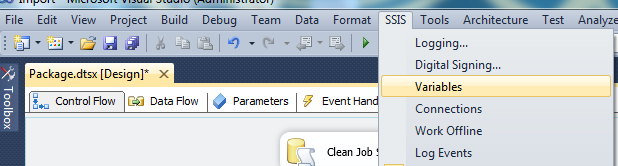 Import - Microsoft Visual Studio (Administrator)
File Edit View Project Build Debug Team Data Format SSIS Tools Architecture Test Analyze
Logging...
Package.dtsx [Design]*
Digital Signing...
Toolbox
Variables
Control Flow Data Flow Parameters Event Hand
Connections
Work Offline
Clean Job
Log Events